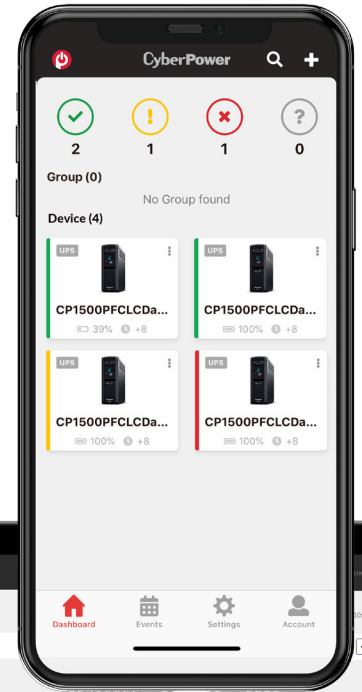 CyberPower
2
1
1
0
Group (0)
No Group found
Device (4)
UPS
UPS
CP1500PFCLCDa...
CP1500PFCLCDa...
39% +8
100% +8
UPS
UPS
CP1500PFCLCDa...
CP1500PFCLCDa...
100% +8
100% +8
Dashboard
Events
Settings
Account